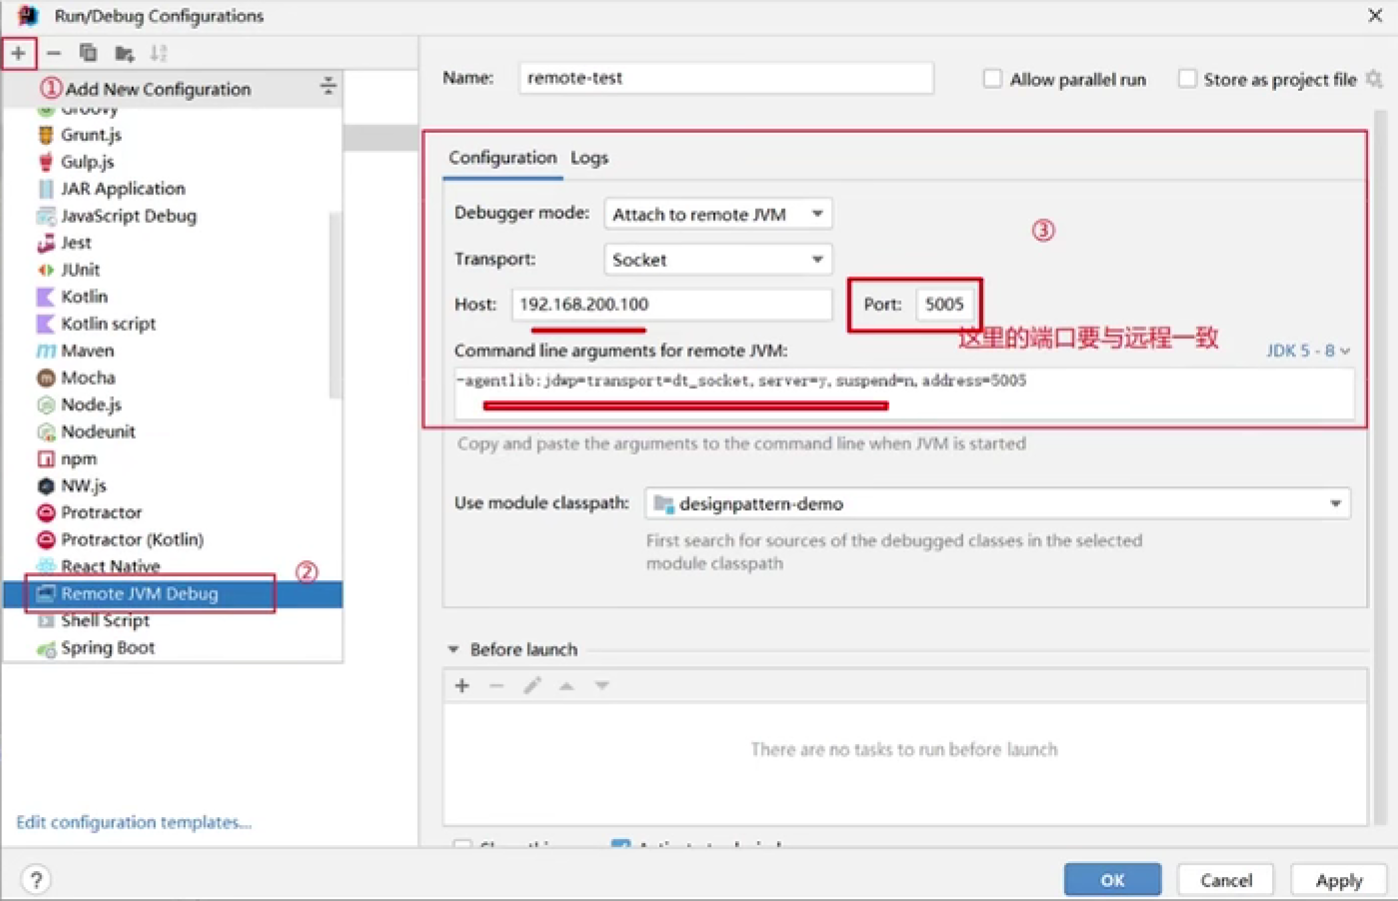 Run/Debug Configurations
Name:
remote-test
Allow parallel run
Store as project file
① Add New Configuration
Groovy
Grunt.js
Gulp.js
JAR Application
JavaScript Debug
Jest
JUnit
Kotlin
Kotlin script
Maven
Mocha
Node.js
Nodeunit
npm
NW.js
Protractor
Protractor (Kotlin)
React Native
②
Remote JVM Debug
Shell Script
Spring Boot
Edit configuration templates...
Configuration
Logs
Debugger mode:
Attach to remote JVM
③
Transport:
Socket
Host:
192.168.200.100
Port:
5005
这里的端口要与远程一致
Command line arguments for remote JVM:
JDK 5 - 8
-agentlib:jdwp=transport=dt_socket,server=y,suspend=n,address=5005
Copy and paste the arguments to the command line when JVM is started
Use module classpath:
designpattern-demo
First search for sources of the debugged classes in the selected
module classpath
Before launch
There are no tasks to run before launch
?
OK
Cancel
Apply